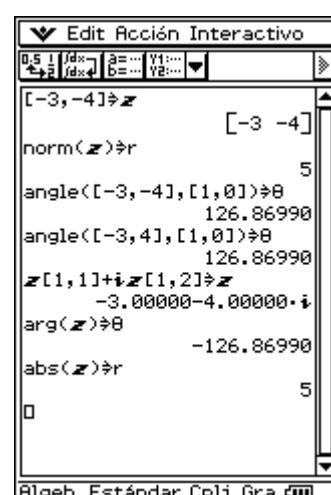 Edit Acción Interactivo
[-3,-4]⇒z
[-3 -4]
norm(z)⇒r
5
angle([-3,-4],[1,0])⇒θ
126.86990
angle([-3,4],[1,0])⇒θ
126.86990
z[1,1]+iz[1,2]⇒z
-3.00000-4.00000·i
arg(z)⇒θ
-126.86990
abs(z)⇒r
5
Algeb Estándar Cplj Gra